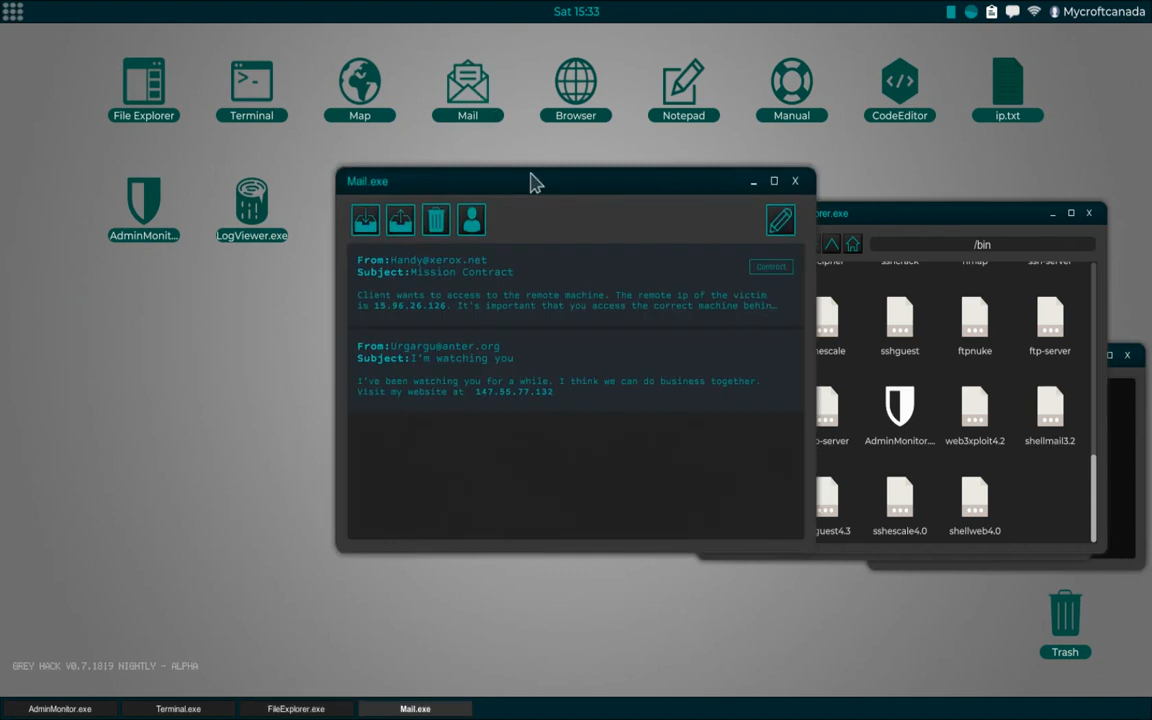 Sat 15:33
Mycroftcanada
File Explorer
Terminal
Map
Mail
Browser
Notepad
Manual
CodeEditor
ip.txt
AdminMonit...
LogViewer.exe
Mail.exe
From:Handy@xerox.net
Subject:Mission Contract
Contract
Client wants to access to the remote machine. The remote ip of the victim
is 15.96.26.126. It's important that you access the correct machine behin…
From:Urgargu@anter.org
Subject:I'm watching you
I've been watching you for a while. I think we can do business together.
Visit my website at 147.55.77.132
orer.exe
/bin
sshguest
ftpnuke
ftp-server
AdminMonitor....
web3xploit4.2
shellmail3.2
sshescale4.0
shellweb4.0
Trash
GREY HACK V0.7.1819 NIGHTLY - ALPHA
AdminMonitor.exe
Terminal.exe
FileExplorer.exe
Mail.exe